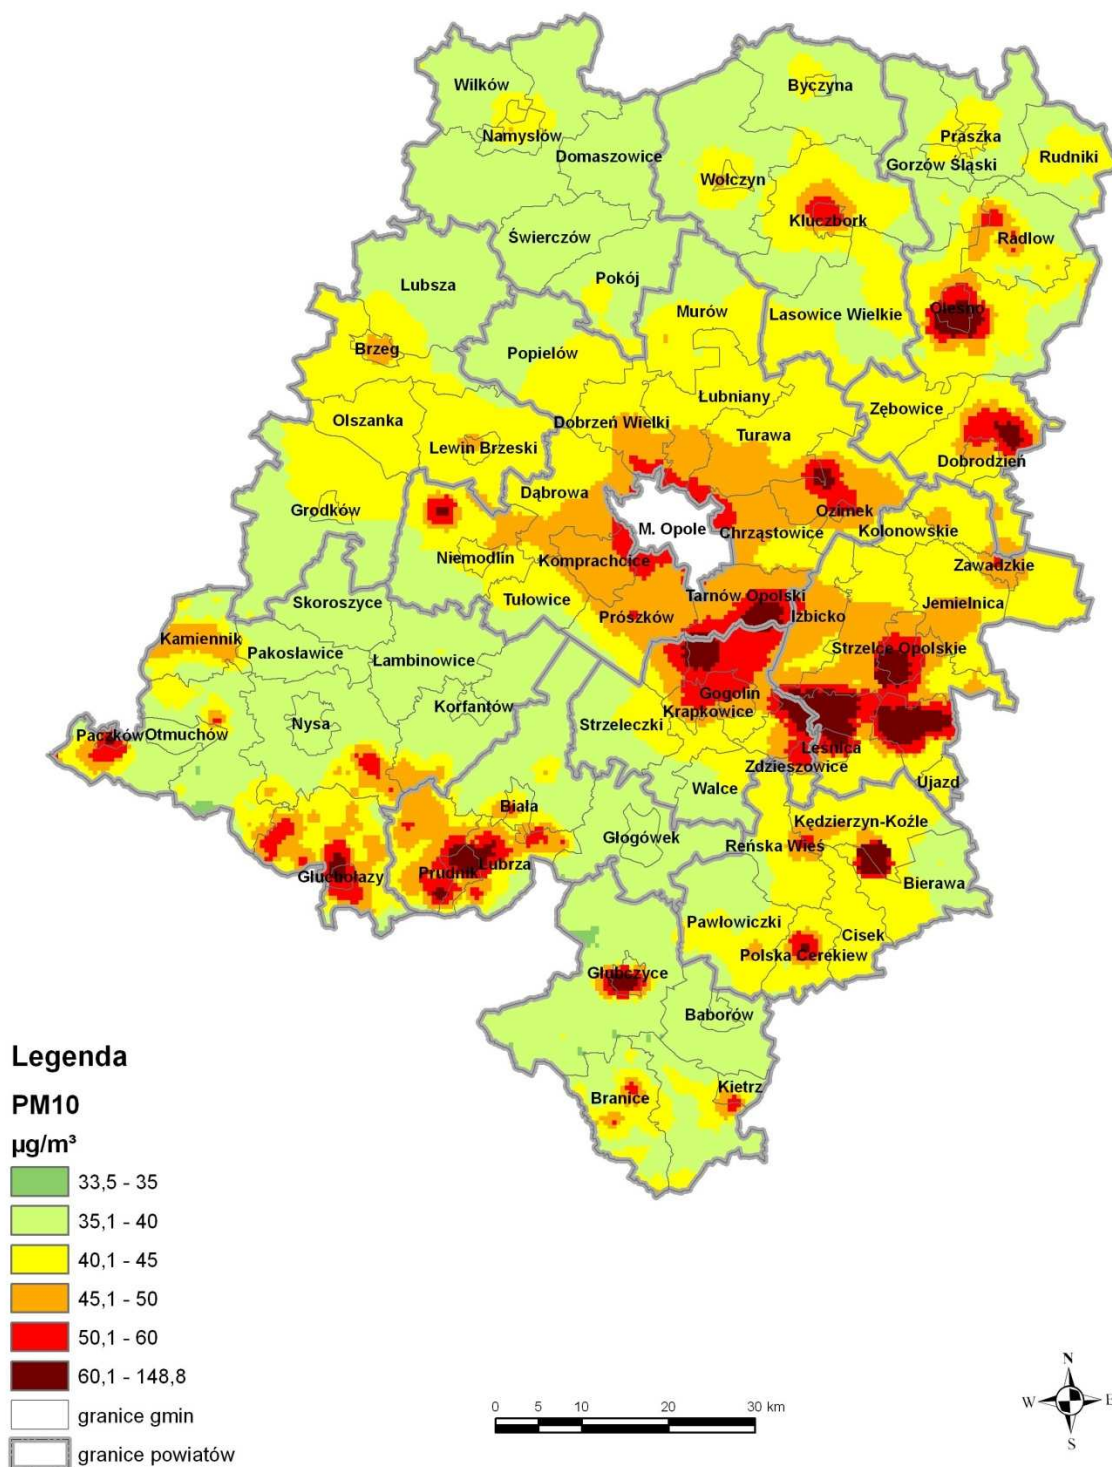 Wilków
Byczyna
Namysłów
Praszka
Domaszowice
Rudniki
Gorzów Śląski
Wołczyn
Kluczbork
Świerczów
Radlow
Pokój
Lubsza
Olesno
Murów
Lasowice Wielkie
Brzeg
Popielów
Łubniany
Zębowice
Olszanka
Dobrzeń Wielki
Turawa
Lewin Brzeski
Dobrodzień
Dąbrowa
Grodków
Ozimek
M. Opole
Chrząstowice
Kolonowskie
Niemodlin
Komprachcice
Zawadzkie
Skoroszyce
Tułowice
Tarnów Opolski
Jemielnica
Prószków
Izbicko
Kamiennik
Pakosławice
Łambinowice
Strzelce Opolskie
Gogolin
Korfantów
Krapkowice
Nysa
Strzeleczki
Paczków
Otmuchów
Leśnica
Zdzieszowice
Ujazd
Walce
Biała
Kędzierzyn-Koźle
Głogówek
Reńska Wieś
Lubrza
Prudnik
Głuchołazy
Bierawa
Pawłowiczki
Cisek
Polska Cerekiew
Głubczyce
Baborów
Kietrz
Branice
Legenda
PM10
µg/m³
33,5 - 35
35,1 - 40
40,1 - 45
45,1 - 50
50,1 - 60
60,1 - 148,8
granice gmin
granice powiatów
0 5 10 20 30 km
N
W E
S